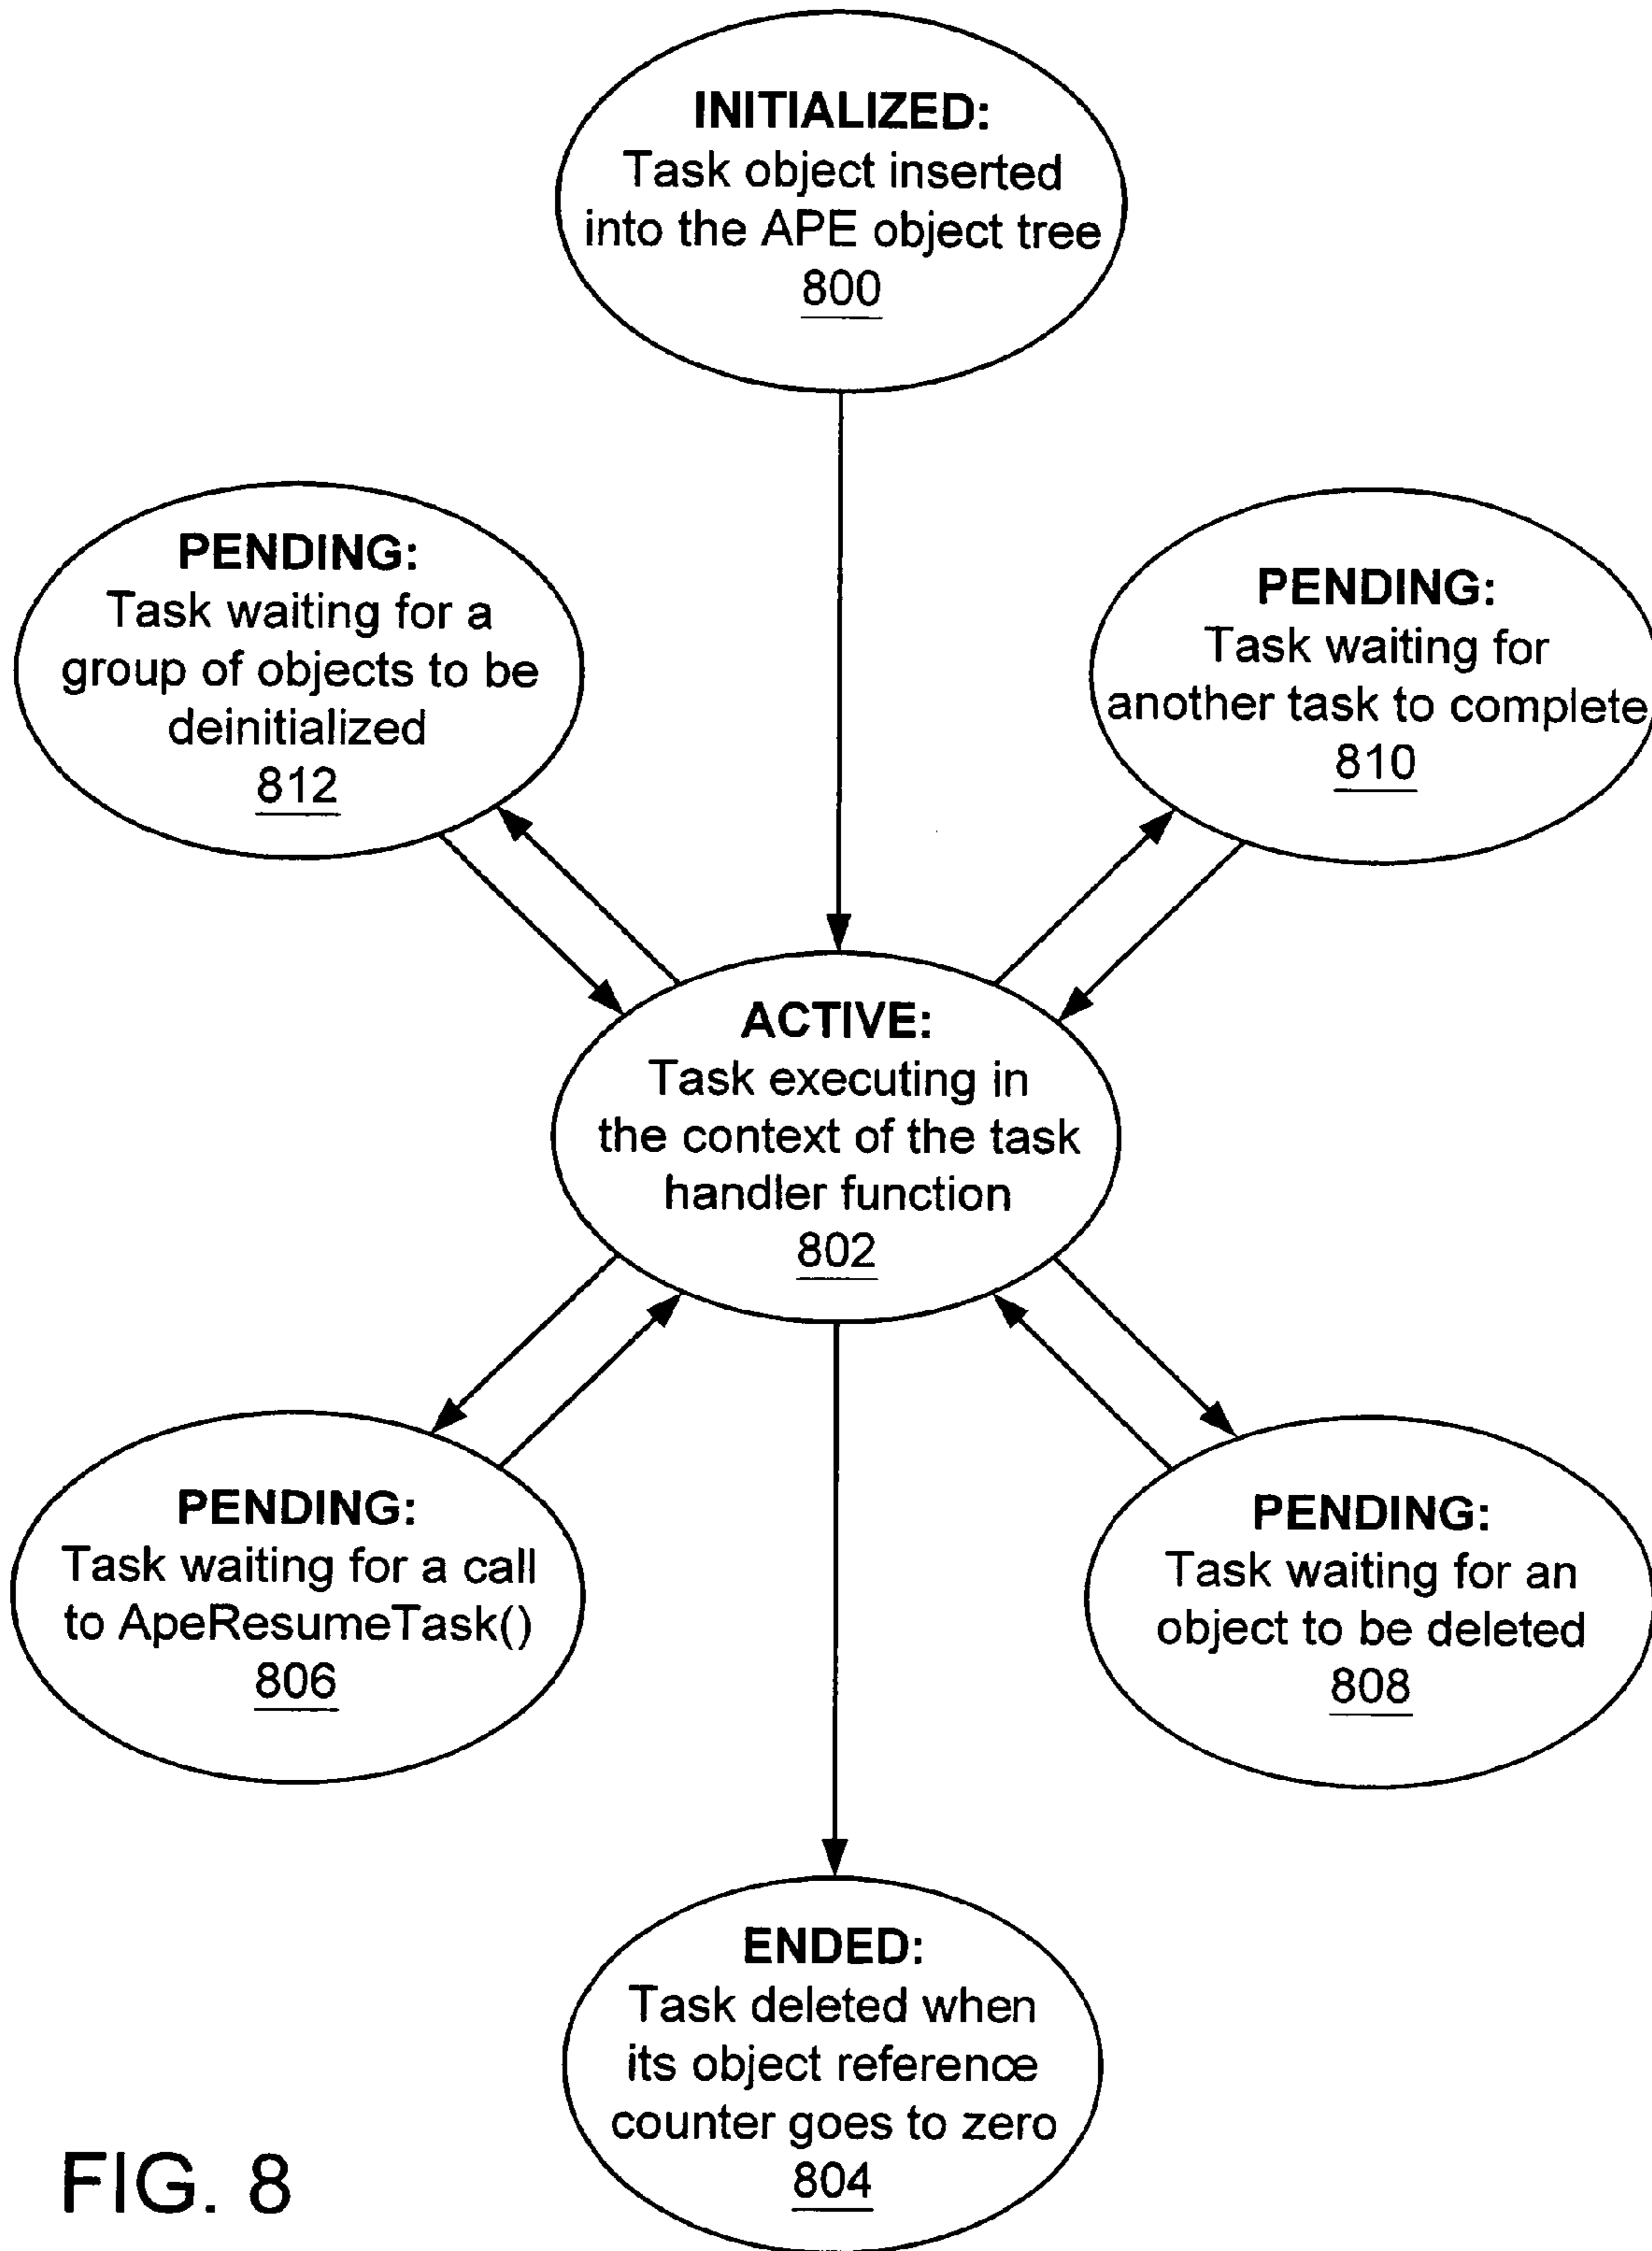 INITIALIZED:
Task object inserted
into the APE object tree
800
PENDING:
Task waiting for a
group of objects to be
deinitialized
812
PENDING:
Task waiting for
another task to complete
810
ACTIVE:
Task executing in
the context of the task
handler function
802
PENDING:
Task waiting for a call
to ApeResumeTask()
806
PENDING:
Task waiting for an
object to be deleted
808
ENDED:
Task deleted when
its object reference
counter goes to zero
804
FIG. 8